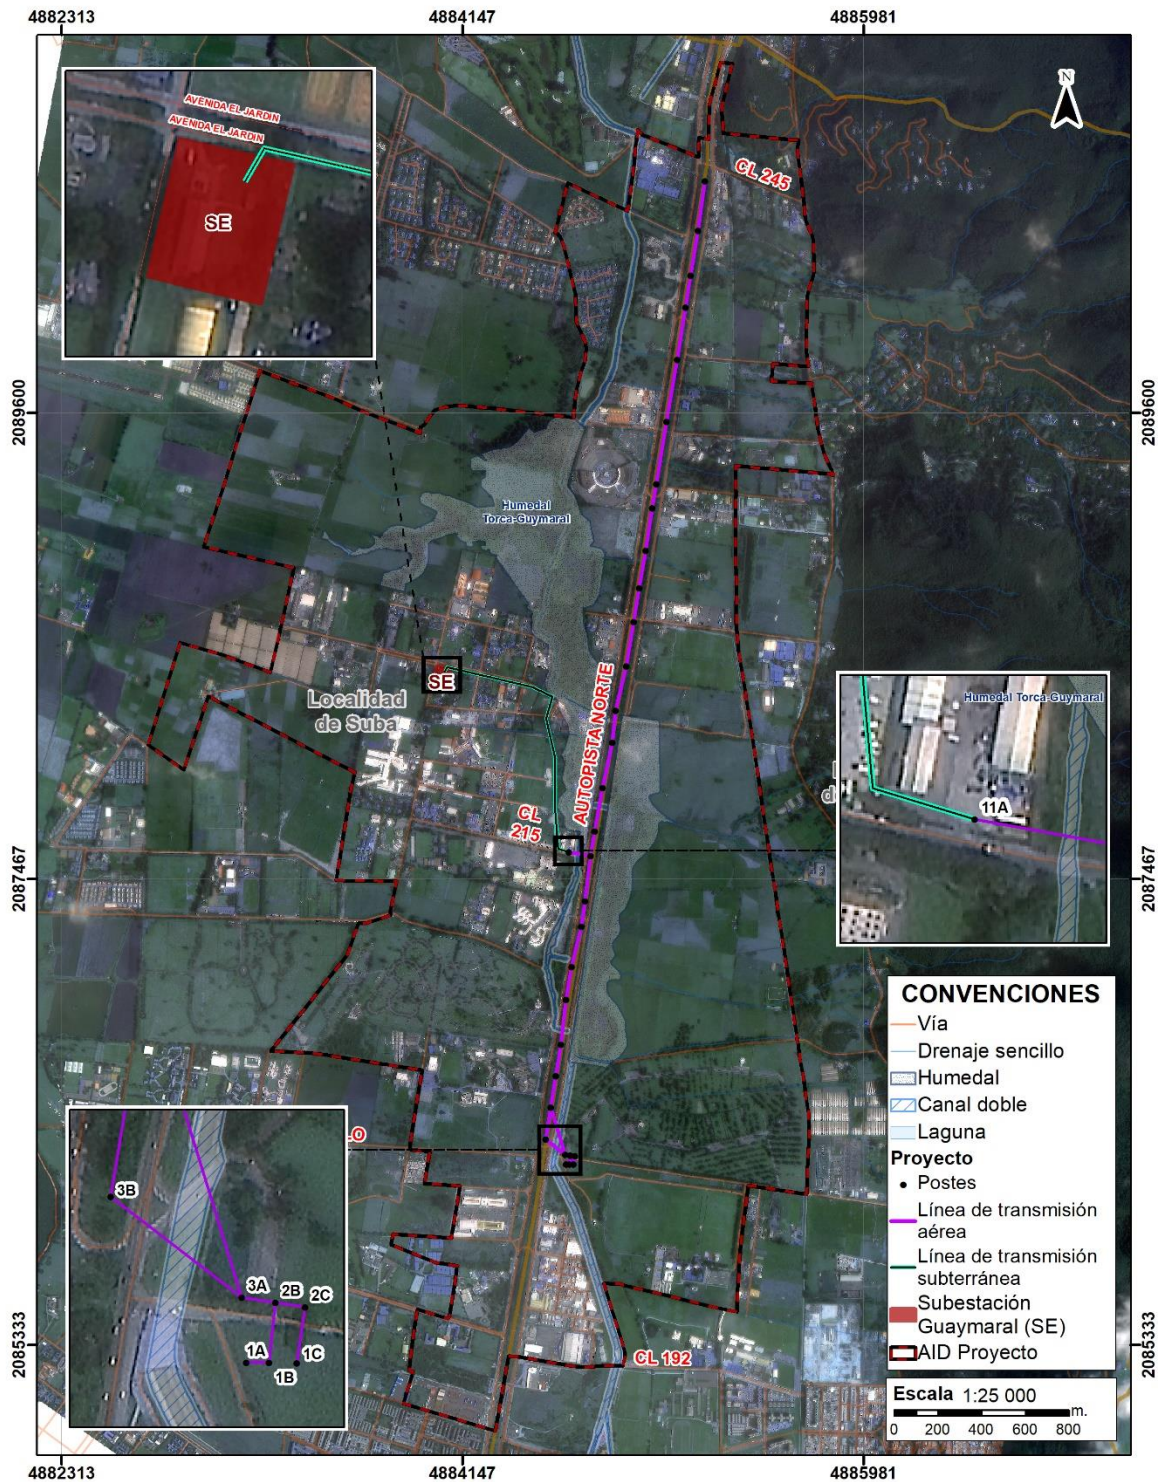 4882313
4884147
4885981
N
AVENIDA EL JARDIN
AVENIDA EL JARDIN
SE
CL 245
2089600
2089600
Humedal
Torca-Guymaral
SE
Localidad
de Suba
AUTOPISTA NORTE
CL
215
Humedal Torca-Guymaral
11A
2087467
2087467
LO
3B
3A
2B
2C
1A
1B
1C
CL 192
2085333
2085333
CONVENCIONES
Vía
Drenaje sencillo
Humedal
Canal doble
Laguna
Proyecto
Postes
Línea de transmisión
aérea
Línea de transmisión
subterránea
Subestación
Guaymaral (SE)
AID Proyecto
Escala 1:25 000
m.
0 200 400 600 800
4882313
4884147
4885981